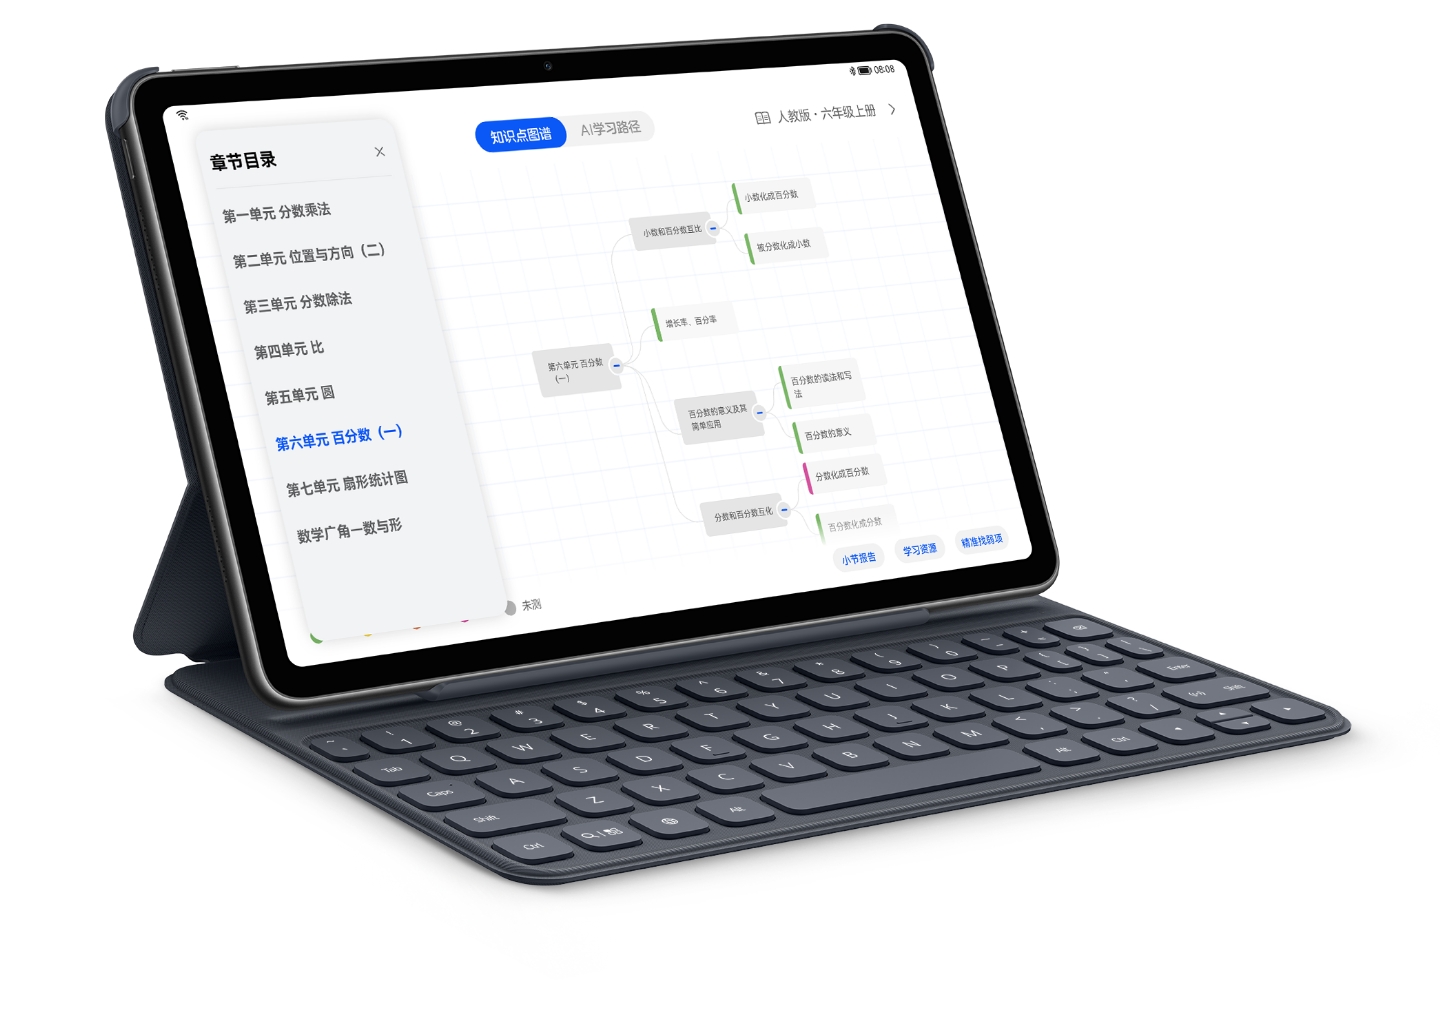 08:08
知识点图谱
AI学习路径
人教版·六年级上册
章节目录
第一单元 分数乘法
第二单元 位置与方向（二）
第三单元 分数除法
第四单元 比
第五单元 圆
第六单元 百分数（一）
第七单元 扇形统计图
数学广角一数与形
小数和百分数互比
小数化成百分数
被分数化成小数
增长率、百分率
第六单元 百分数
（一）
百分数的意义及其
简单应用
百分数的读法和写
法
百分数的意义
分数和百分数互化
分数化成百分数
百分数化成分数
小节报告
学习资源
精准找弱项
未测
~ ! 1 @ 2 # 3 $ 4 % 5 ^ 6 & 7 * 8 ( 9 ) 0 — + =
Tab Q W E R T Y U I O P { [ } ] | \
Caps A S D F G H J K L : ; " ' Enter
Shift Z X C V B N M < , > . ? / Shift
Ctrl Alt Alt Ctrl